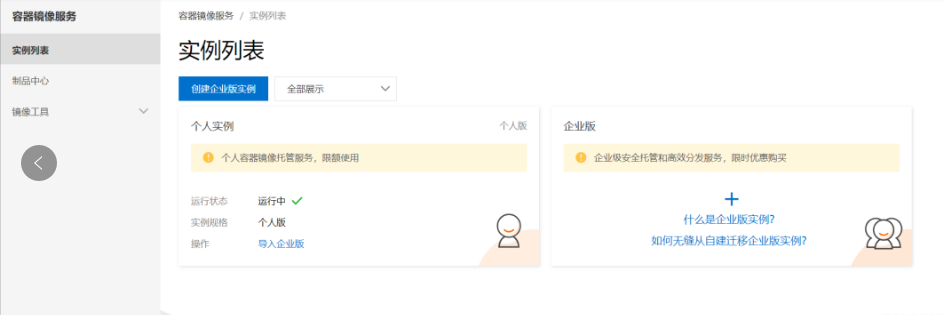 容器镜像服务
实例列表
制品中心
镜像工具
容器镜像服务 / 实例列表
实例列表
创建企业版实例
全部展示
个人实例
个人版
个人容器镜像托管服务，限额使用
运行状态 运行中
实例规格 个人版
操作 导入企业版
企业版
企业级安全托管和高效分发服务，限时优惠购买
什么是企业版实例?
如何无缝从自建迁移企业版实例?